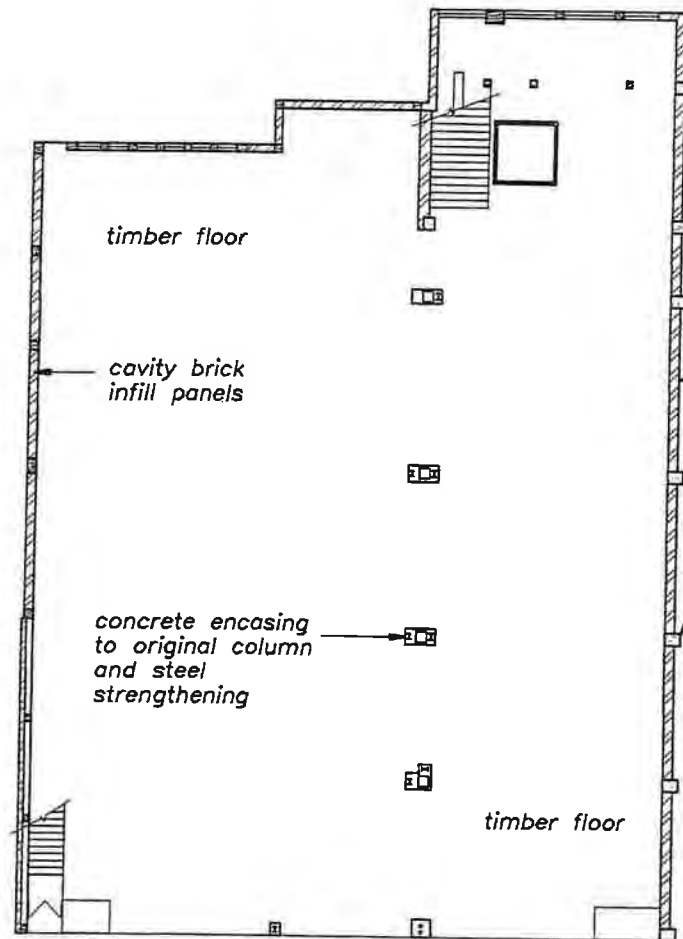 timber floor
cavity brick
infill panels
concrete encasing
to original column
and steel
strengthening
timber floor